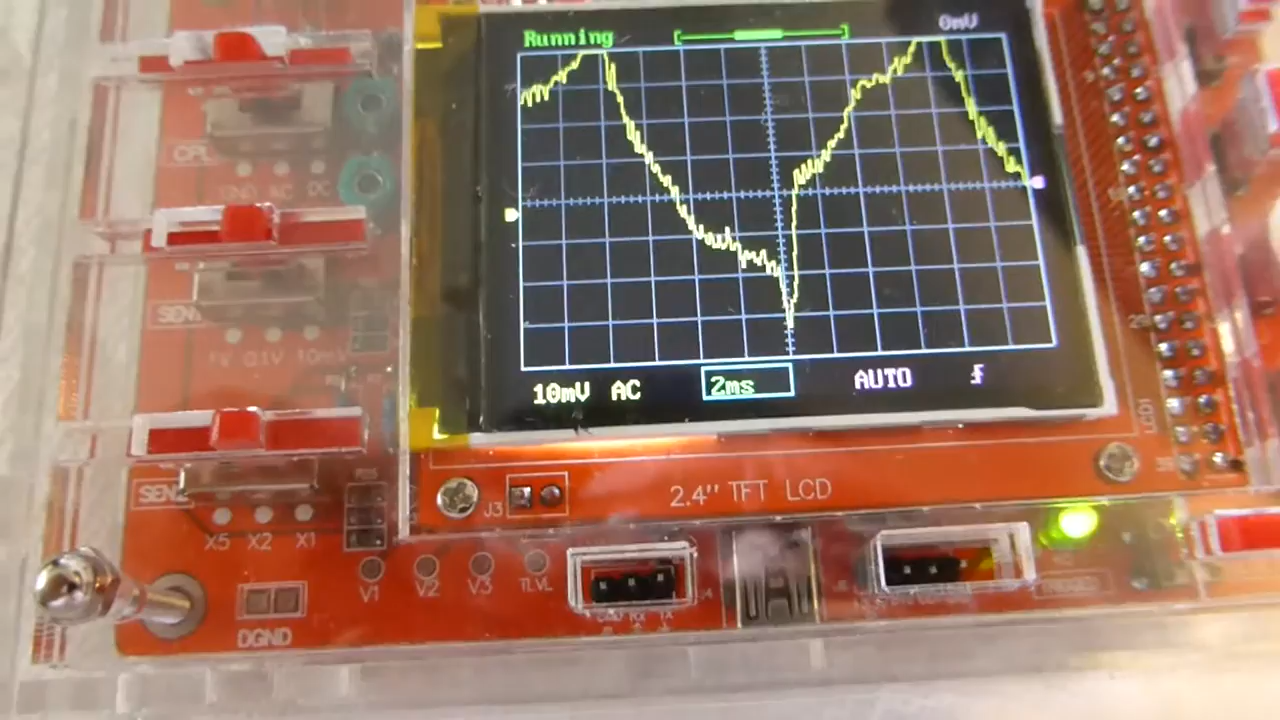 Running
0mV
CPL
GND AC DC
SEN1
1V 0.1V 10mV
10mV AC 2ms AUTO
SEN2
X5 X2 X1
J3
2.4" TFT LCD
LCD1
V1 V2 V3 TLVL
DGND